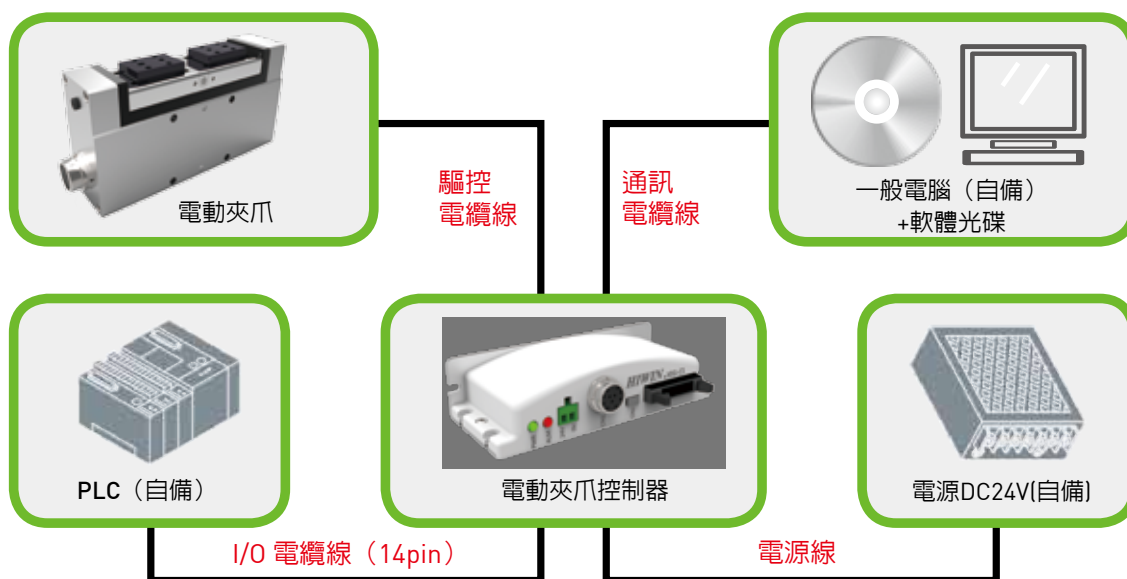 電動夾爪
驅控
電纜線
通訊
電纜線
一般電腦（自備）
+軟體光碟
HIWIN
PLC（自備）
電動夾爪控制器
電源DC24V(自備)
I/O 電纜線（14pin）
電源線